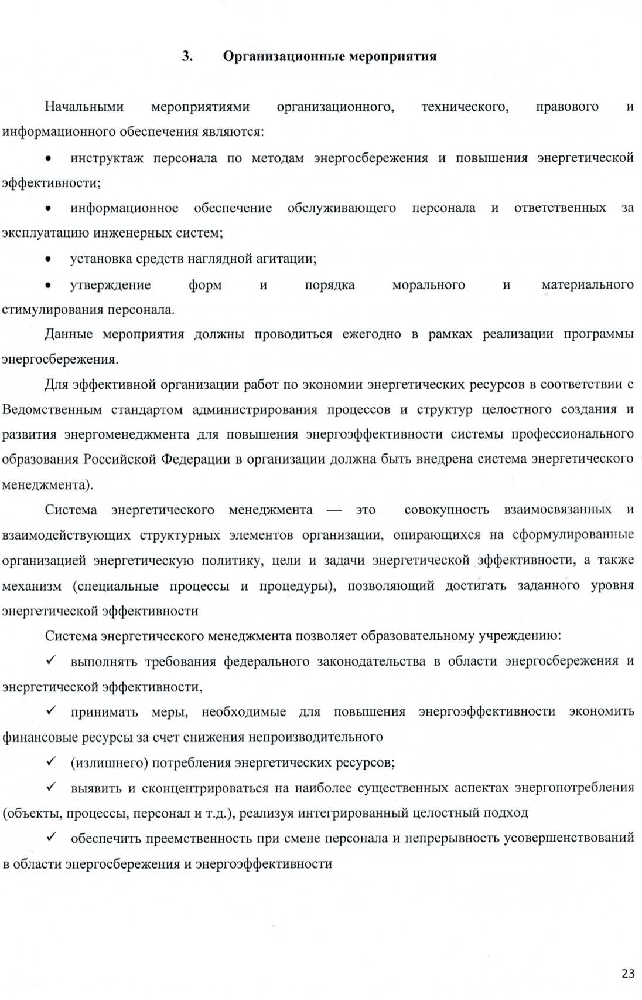 3. Организационные мероприятия
Начальными мероприятиями организационного, технического, правового и
информационного обеспечения являются:
• инструктаж персонала по методам энергосбережения и повышения энергетической
эффективности;
• информационное обеспечение обслуживающего персонала и ответственных за
эксплуатацию инженерных систем;
• установка средств наглядной агитации;
• утверждение форм и порядка морального и материального
стимулирования персонала.
Данные мероприятия должны проводиться ежегодно в рамках реализации программы
энергосбережения.
Для эффективной организации работ по экономии энергетических ресурсов в соответствии с
Ведомственным стандартом администрирования процессов и структур целостного создания и
развития энергоменеджмента для повышения энергоэффективности системы профессионального
образования Российской Федерации в организации должна быть внедрена система энергетического
менеджмента).
Система энергетического менеджмента — это совокупность взаимосвязанных и
взаимодействующих структурных элементов организации, опирающихся на сформулированные
организацией энергетическую политику, цели и задачи энергетической эффективности, а также
механизм (специальные процессы и процедуры), позволяющий достигать заданного уровня
энергетической эффективности
Система энергетического менеджмента позволяет образовательному учреждению:
✓ выполнять требования федерального законодательства в области энергосбережения и
энергетической эффективности,
✓ принимать меры, необходимые для повышения энергоэффективности экономить
финансовые ресурсы за счет снижения непроизводительного
✓ (излишнего) потребления энергетических ресурсов;
✓ выявить и сконцентрироваться на наиболее существенных аспектах энергопотребления
(объекты, процессы, персонал и т.д.), реализуя интегрированный целостный подход
✓ обеспечить преемственность при смене персонала и непрерывность усовершенствований
в области энергосбережения и энергоэффективности
23